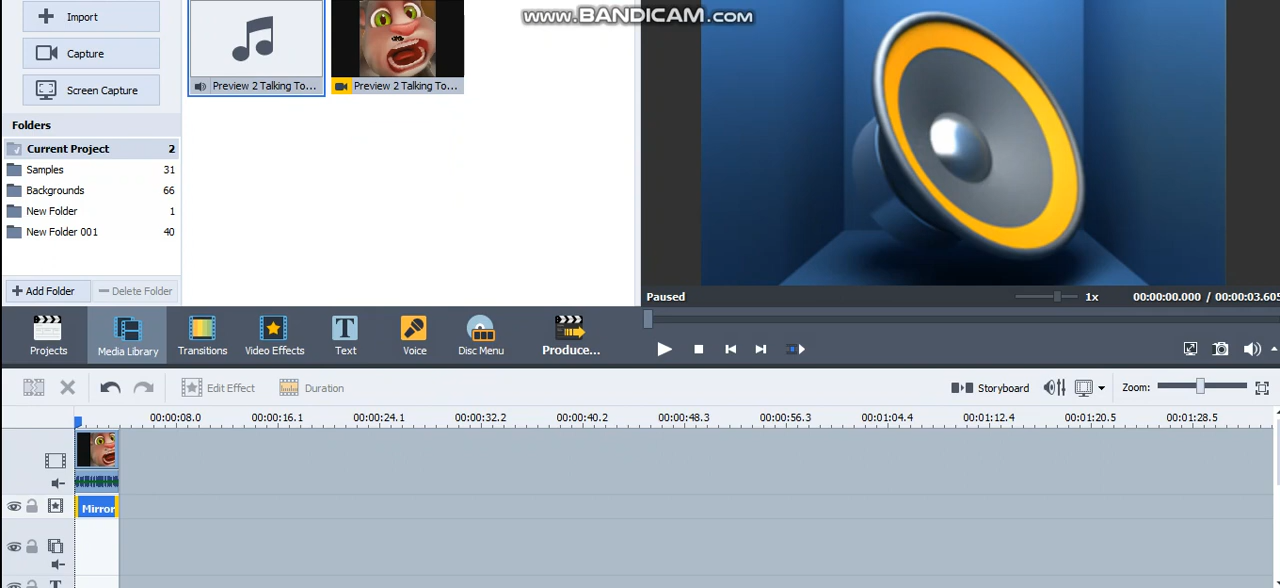 Import
www.BANDICAM.com
Capture
Screen Capture
Preview 2 Talking To...
Preview 2 Talking To...
Folders
Current Project 2
Samples 31
Backgrounds 66
New Folder 1
New Folder 001 40
Add Folder
Delete Folder
Paused
1x
00:00:00.000 / 00:00:03.605
Projects
Media Library
Transitions
Video Effects
Text
Voice
Disc Menu
Produce...
Edit Effect
Duration
Storyboard
Zoom:
00:00:08.0
00:00:16.1
00:00:24.1
00:00:32.2
00:00:40.2
00:00:48.3
00:00:56.3
00:01:04.4
00:01:12.4
00:01:20.5
00:01:28.5
Mirror